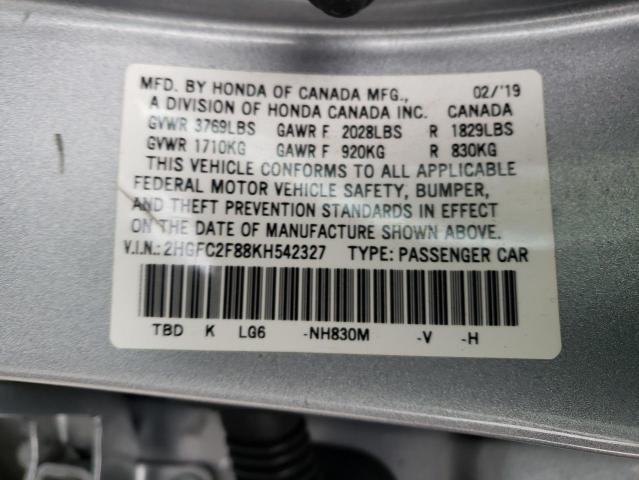 MFD. BY HONDA OF CANADA MFG., 02/'19
A DIVISION OF HONDA CANADA INC. CANADA
GVWR 3769LBS GAWR F 2028LBS R 1829LBS
GVWR 1710KG GAWR F 920KG R 830KG
THIS VEHICLE CONFORMS TO ALL APPLICABLE
FEDERAL MOTOR VEHICLE SAFETY, BUMPER,
AND THEFT PREVENTION STANDARDS IN EFFECT
ON THE DATE OF MANUFACTURE SHOWN ABOVE.
V.I.N.: 2HGFC2F88KH542327 TYPE: PASSENGER CAR
TBD K LG6 -NH830M -V -H